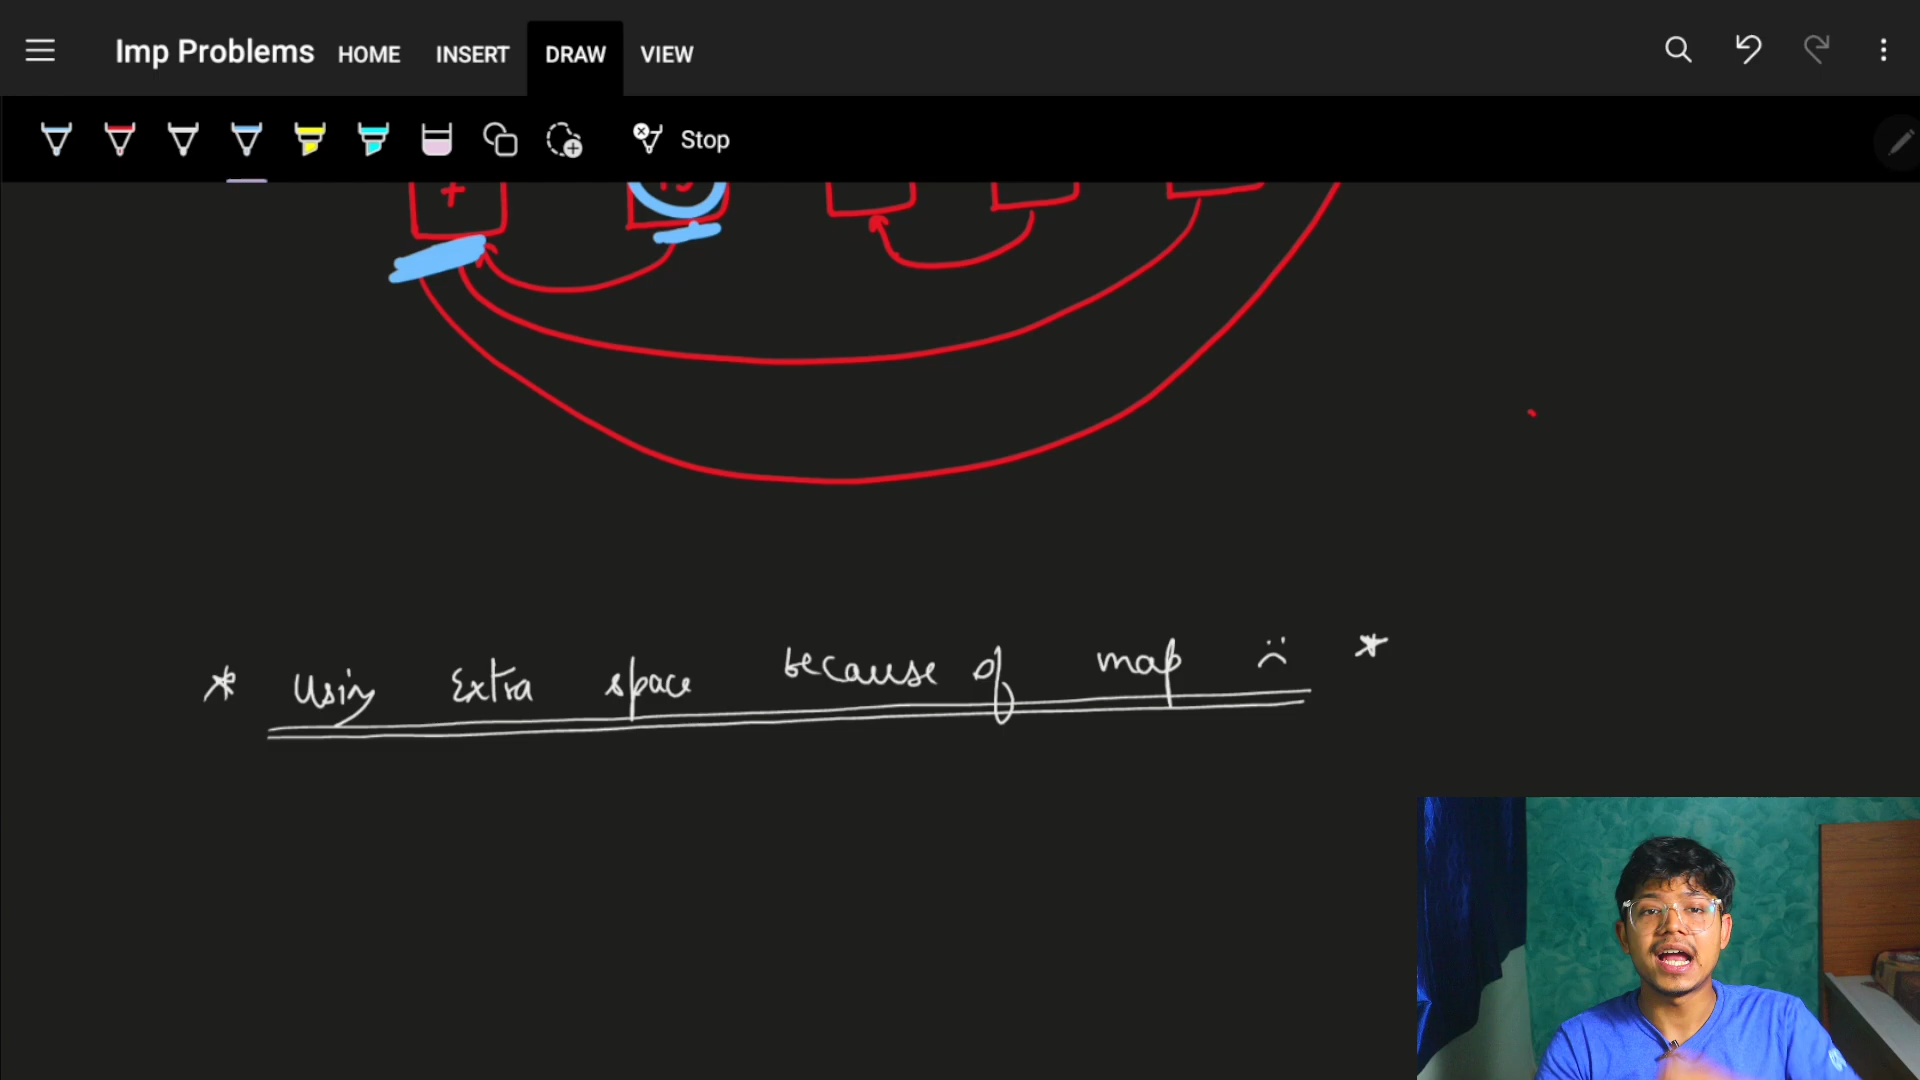 Imp Problems HOME INSERT DRAW VIEW
Stop
* Using Extra space because of map :( *